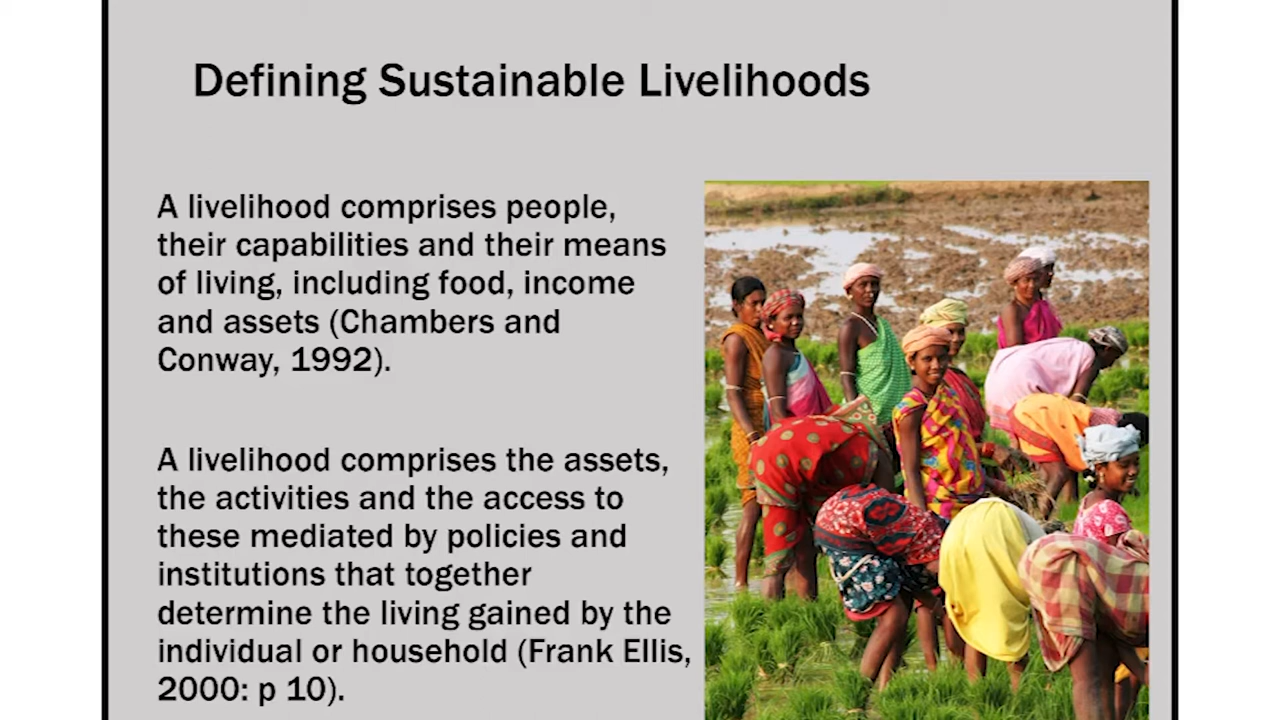 Defining Sustainable Livelihoods
A livelihood comprises people,
their capabilities and their means
of living, including food, income
and assets (Chambers and
Conway, 1992).
A livelihood comprises the assets,
the activities and the access to
these mediated by policies and
institutions that together
determine the living gained by the
individual or household (Frank Ellis,
2000: p 10).